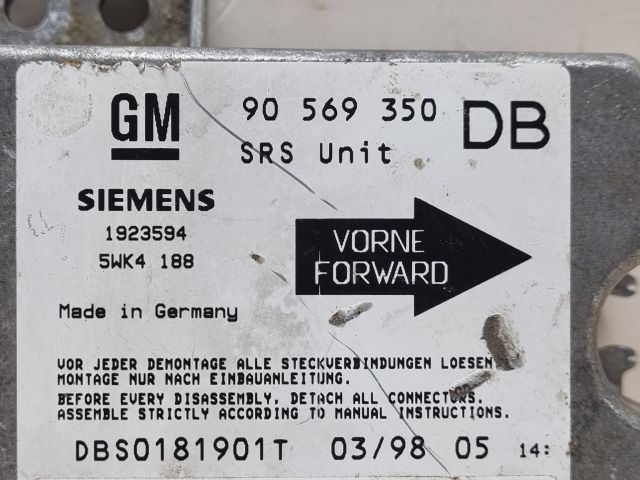 GM 90 569 350 DB
SRS Unit
SIEMENS
1923594
5WK4 188
VORNE
FORWARD
Made in Germany
VOR JEDER DEMONTAGE ALLE STECKVERBINDUNGEN LOESEN
MONTAGE NUR NACH EINBAUANLEITUNG.
BEFORE EVERY DISASSEMBLY, DETACH ALL CONNECTORS.
ASSEMBLE STRICTLY ACCORDING TO MANUAL INSTRUCTIONS.
DBS0181901T 03/98 05 14: